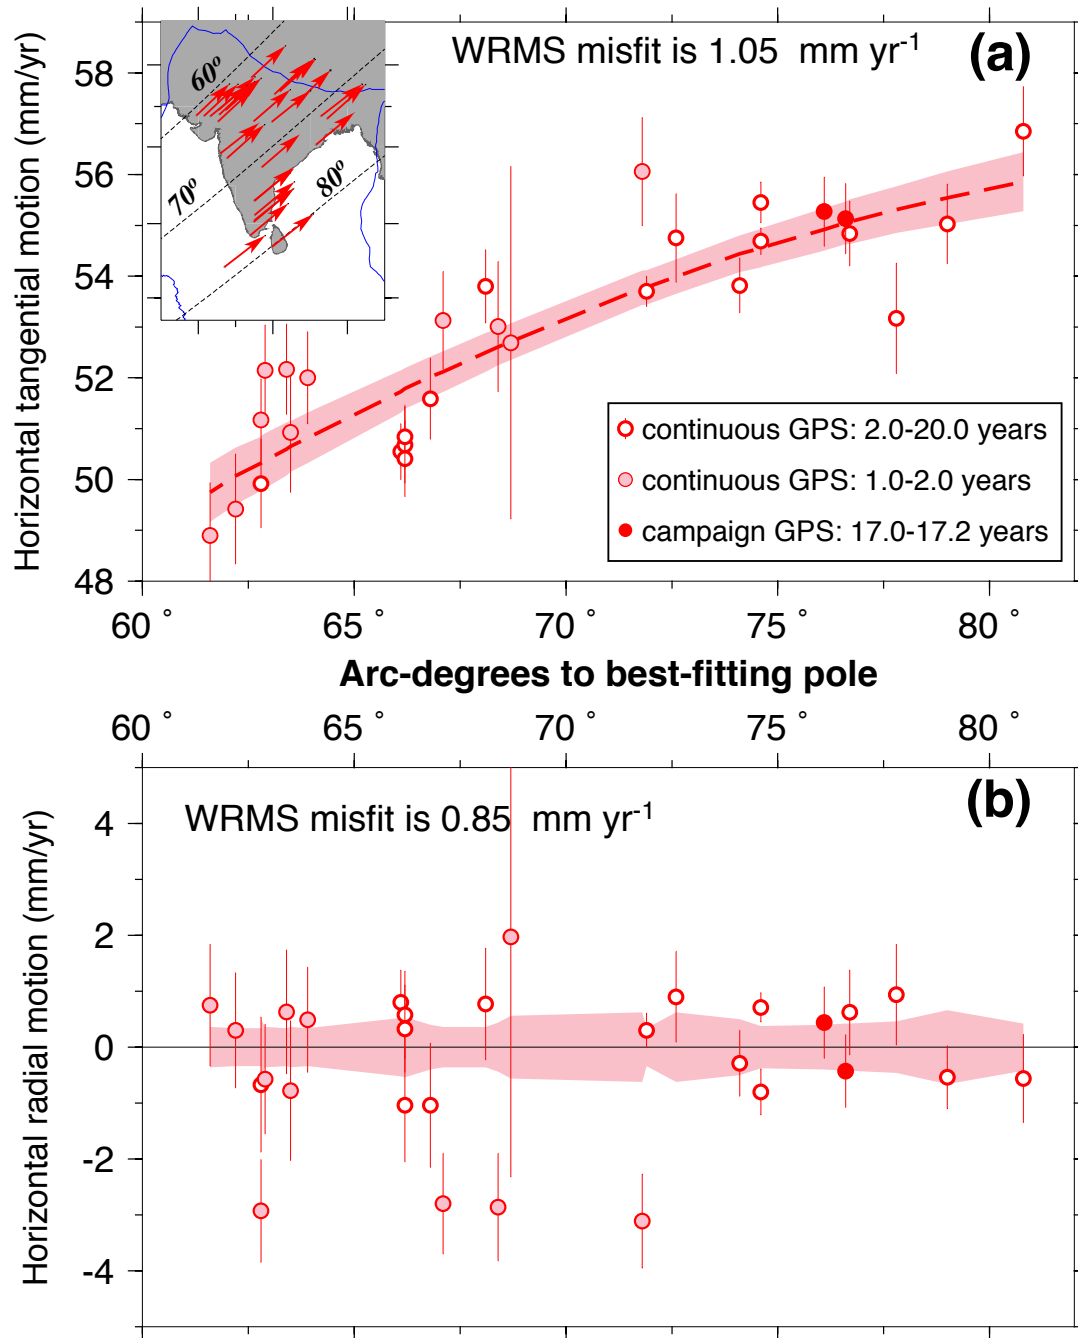 WRMS misfit is 1.05 mm yr-1
(a)
60º
70º
80º
Horizontal tangential motion (mm/yr)
58
56
54
52
50
48
continuous GPS: 2.0-20.0 years
continuous GPS: 1.0-2.0 years
campaign GPS: 17.0-17.2 years
60 ° 65 ° 70 ° 75 ° 80 °
Arc-degrees to best-fitting pole
60 ° 65 ° 70 ° 75 ° 80 °
WRMS misfit is 0.85 mm yr-1
(b)
Horizontal radial motion (mm/yr)
4
2
0
-2
-4